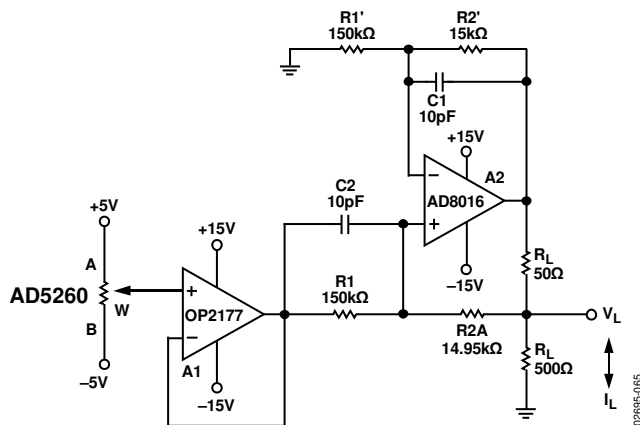 R1'
150kΩ
R2'
15kΩ
C1
10pF
+15V
A2
–
AD8016
+
–15V
C2
10pF
+5V
A
AD5260
W
B
–5V
+15V
+
OP2177
–
A1
–15V
R1
150kΩ
R2A
14.95kΩ
RL
50Ω
VL
RL
500Ω
IL
02695-065